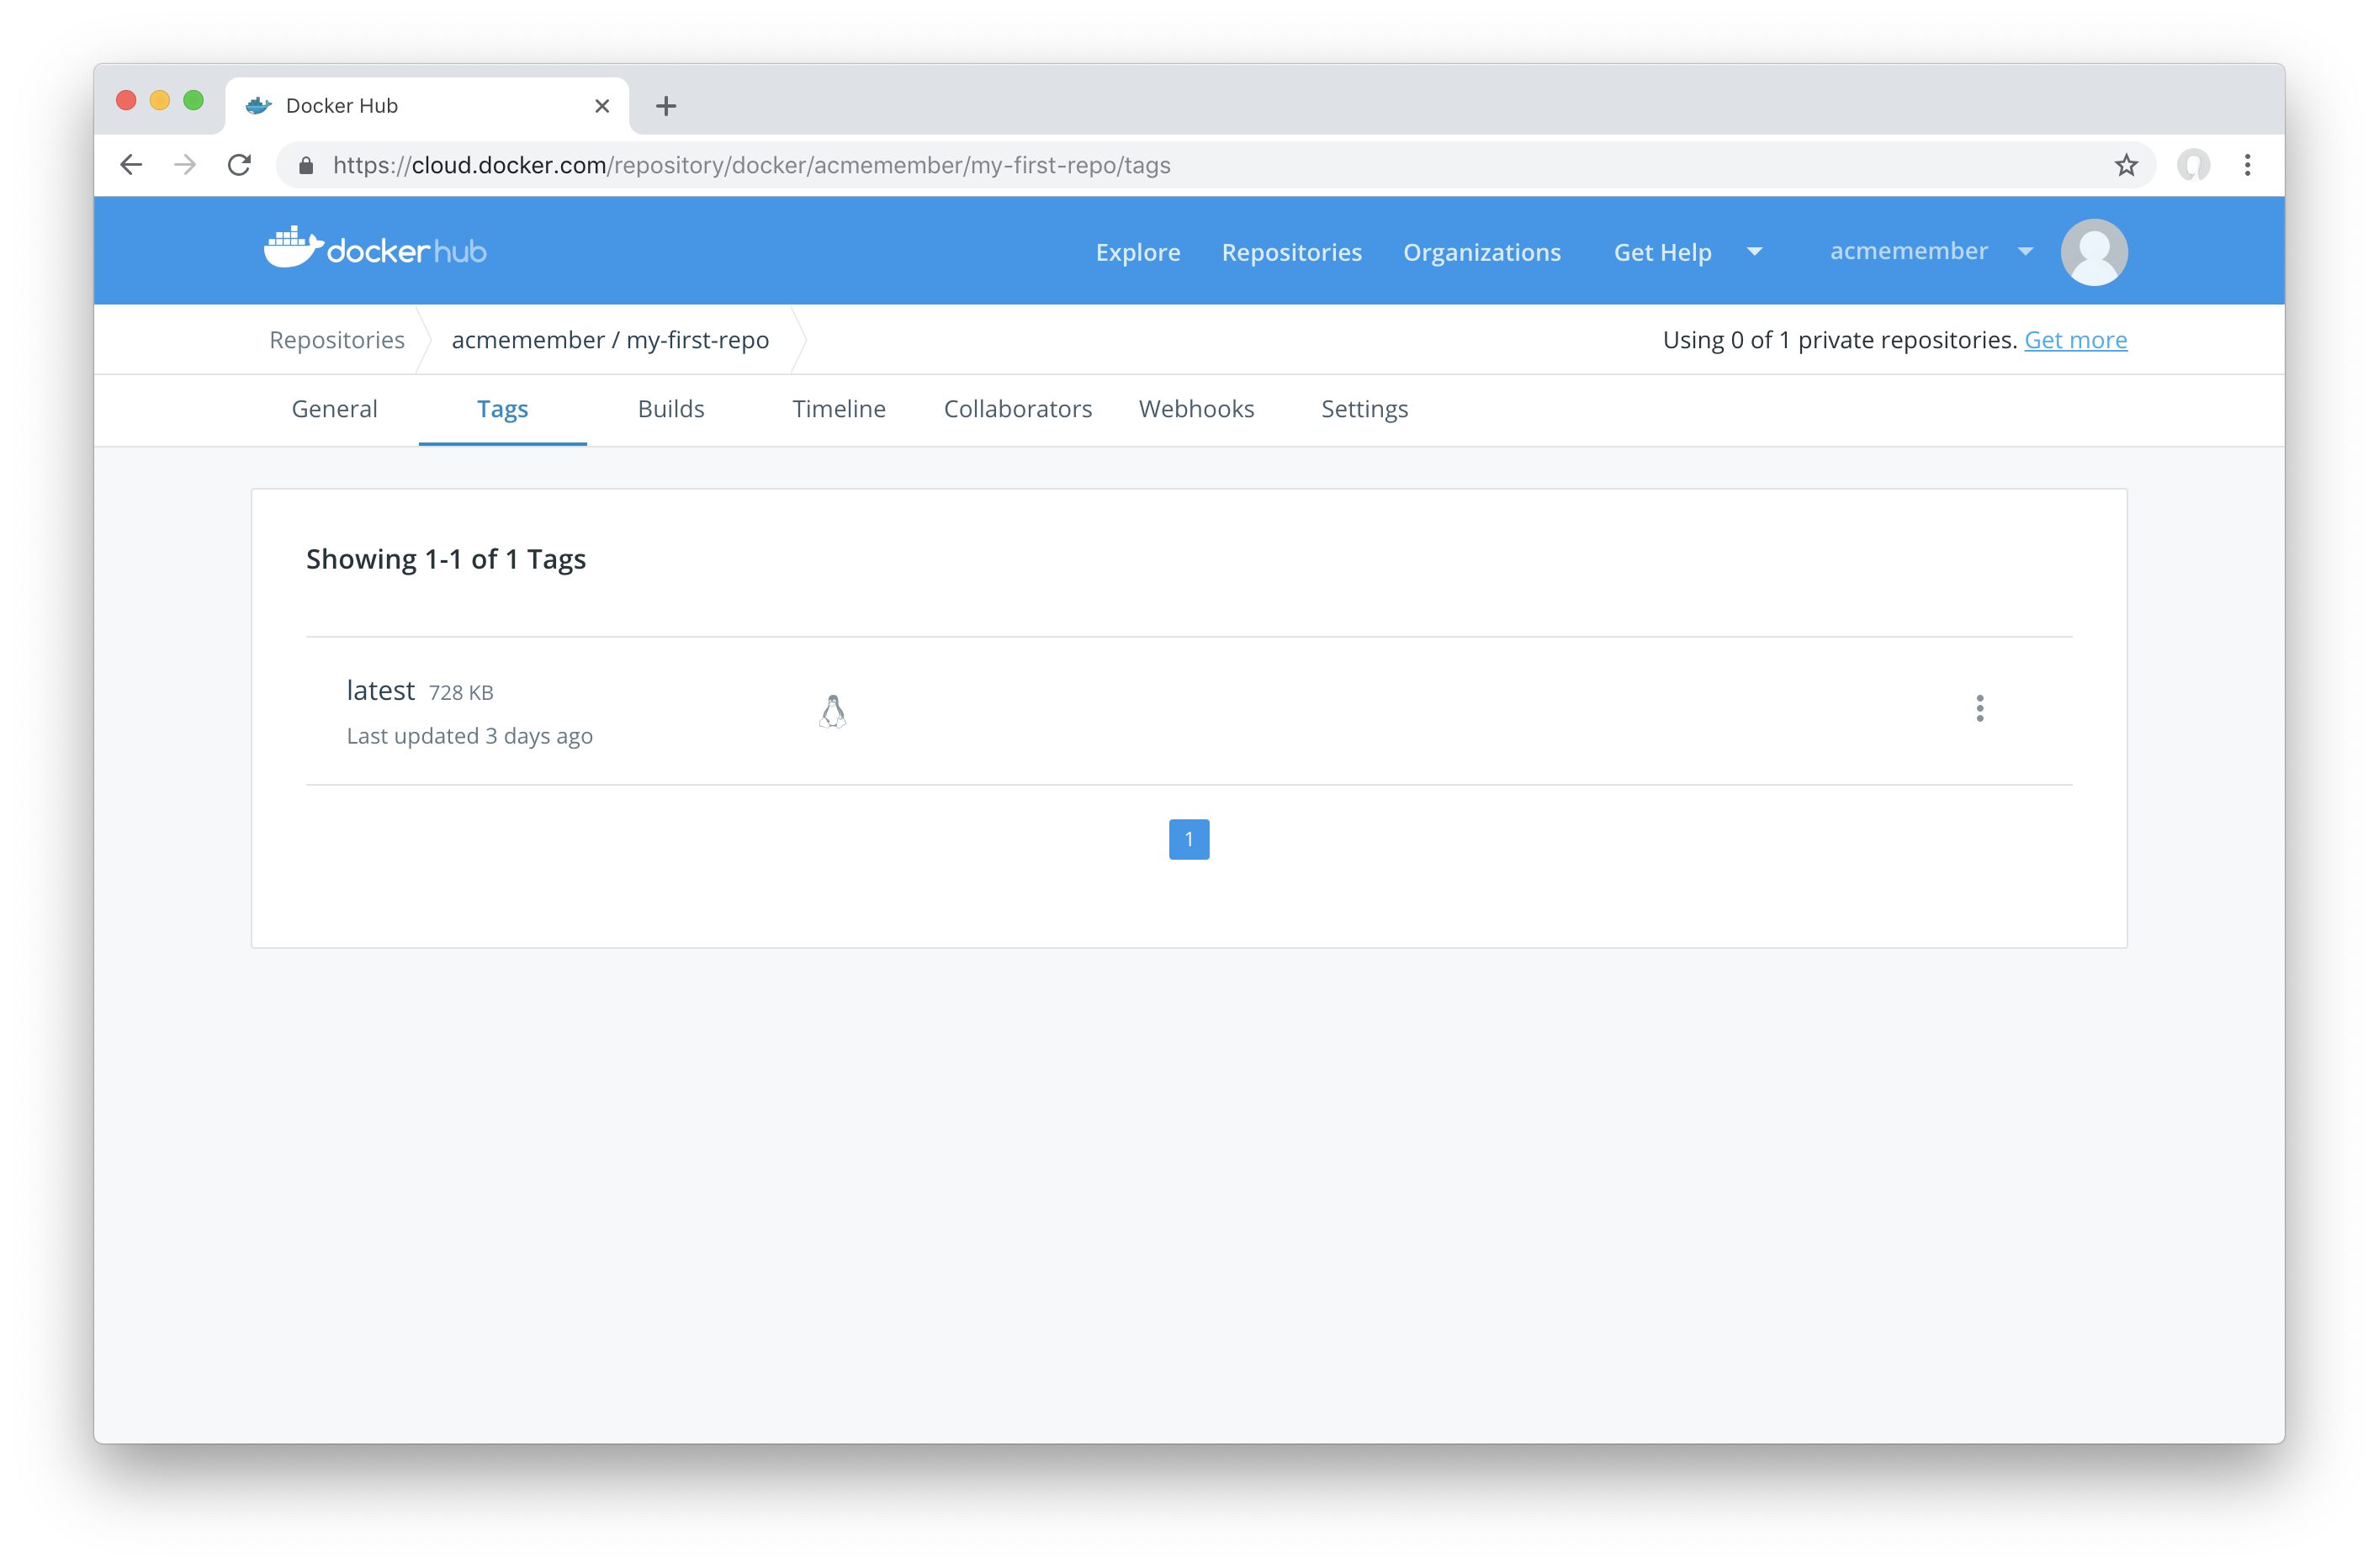 Docker Hub
https://cloud.docker.com/repository/docker/acmemember/my-first-repo/tags
docker hub
Explore Repositories Organizations Get Help acmemember
Repositories acmemember / my-first-repo Using 0 of 1 private repositories. Get more
General Tags Builds Timeline Collaborators Webhooks Settings
Showing 1-1 of 1 Tags
latest 728 KB
Last updated 3 days ago
1